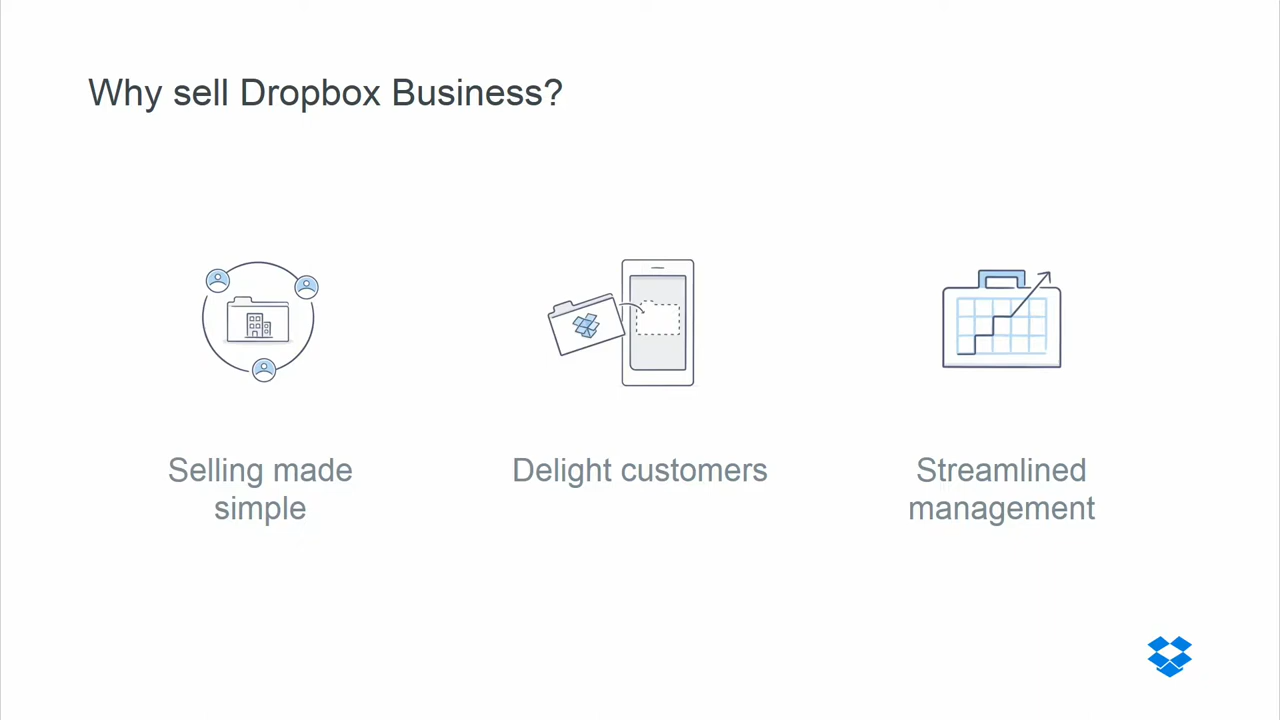 Why sell Dropbox Business?
Selling made
simple
Delight customers
Streamlined
management